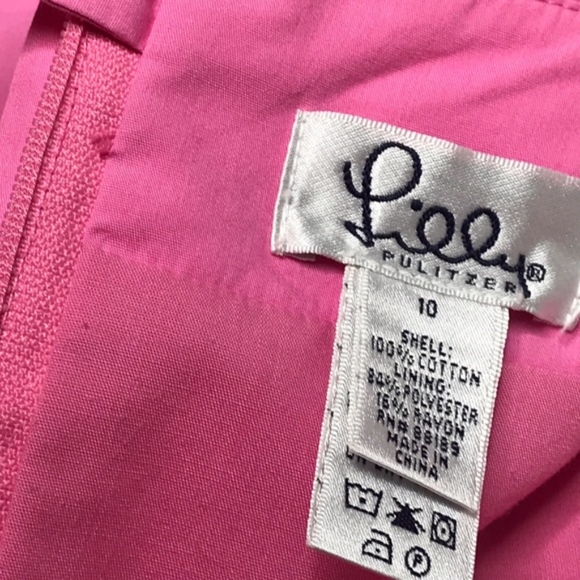 Lilly®
PULITZER
10
SHELL:
100% COTTON
LINING:
84% POLYESTER
16% RAYON
RN# 88189
MADE IN
CHINA
P